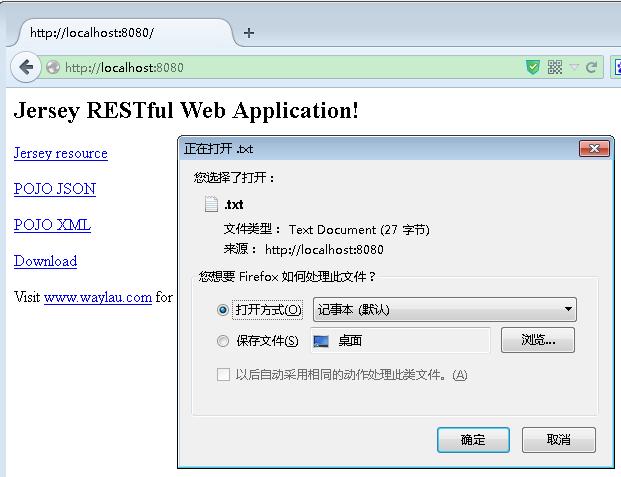 http://localhost:8080/
http://localhost:8080
Jersey RESTful Web Application!
Jersey resource
POJO JSON
POJO XML
Download
Visit www.waylau.com for
正在打开 .txt
您选择了打开：
.txt
文件类型： Text Document (27 字节)
来源： http://localhost:8080
您想要 Firefox 如何处理此文件？
打开方式(O) 记事本 (默认)
保存文件(S) 桌面 浏览...
以后自动采用相同的动作处理此类文件。(A)
确定 取消